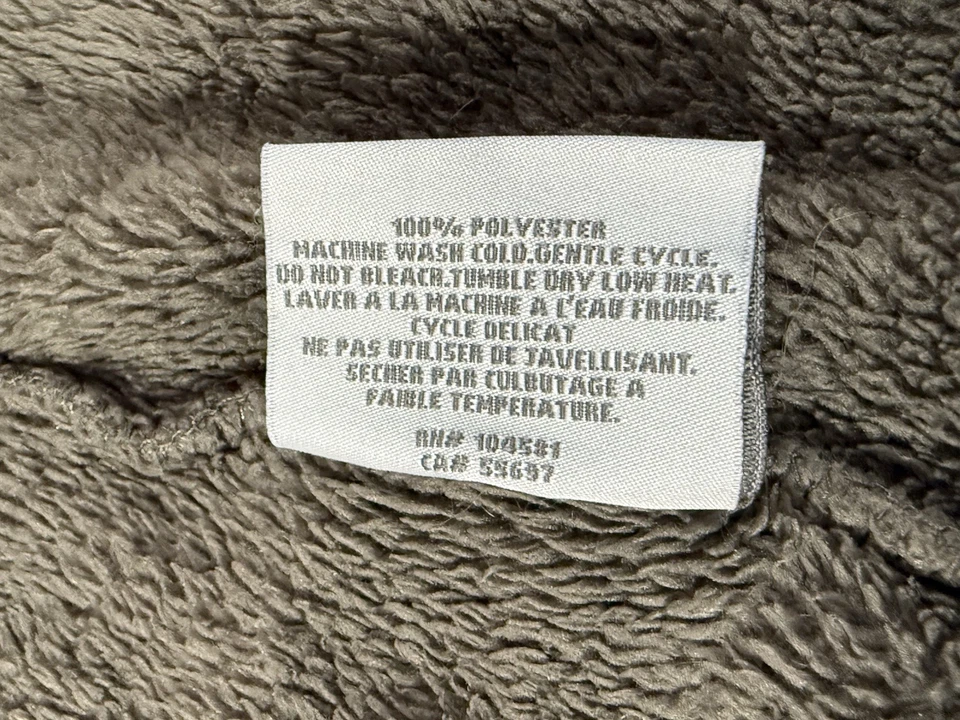 100% POLYESTER
MACHINE WASH COLD.GENTLE CYCLE.
DO NOT BLEACH.TUMBLE DRY LOW HEAT.
LAVER A LA MACHINE A L'EAU FROIDE.
CYCLE DELICAT
NE PAS UTILISER DE JAVELLISANT.
SECHER PAR CULBUTAGE A
FAIBLE TEMPERATURE.
RN# 104581
CA# 55697